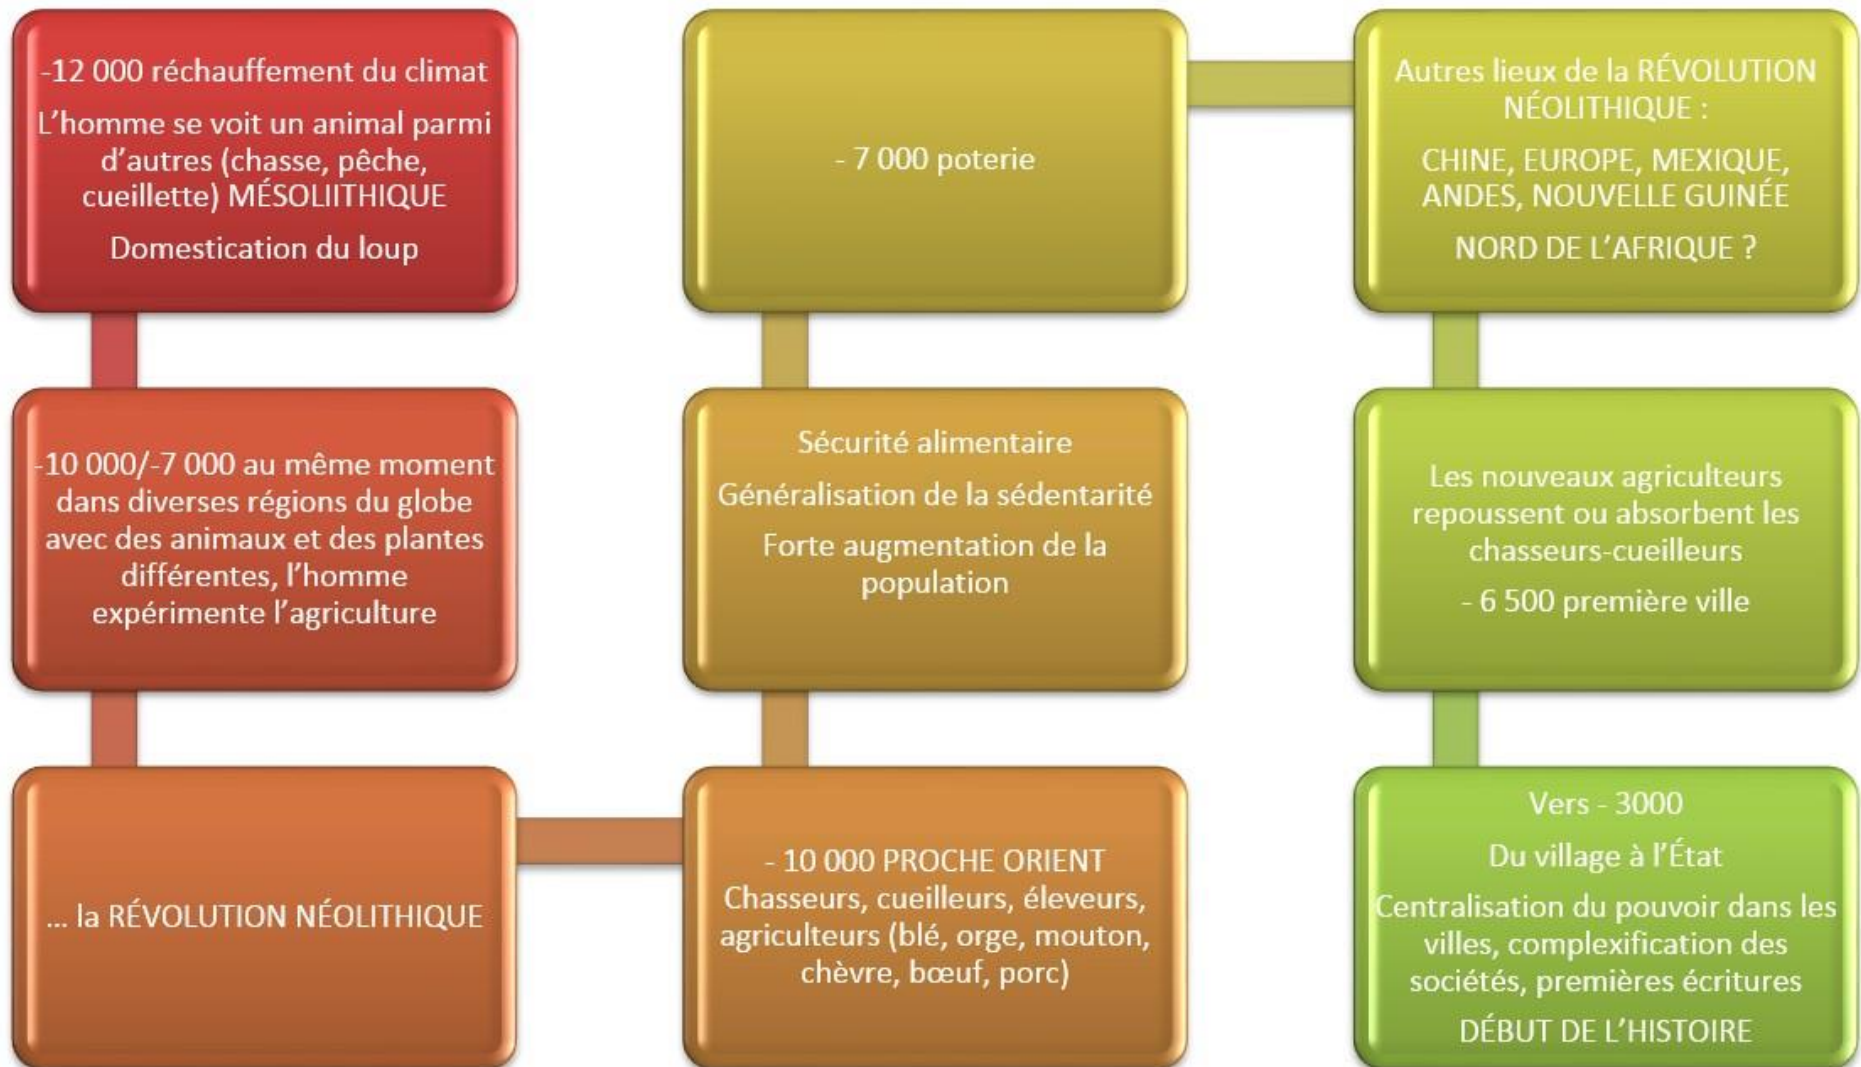 -12 000 réchauffement du climat
L'homme se voit un animal parmi
d'autres (chasse, pêche,
cueillette) MÉSOLIITHIQUE
Domestication du loup
-10 000/-7 000 au même moment
dans diverses régions du globe
avec des animaux et des plantes
différentes, l'homme
expérimente l'agriculture
... la RÉVOLUTION NÉOLITHIQUE
- 10 000 PROCHE ORIENT
Chasseurs, cueilleurs, éleveurs,
agriculteurs (blé, orge, mouton,
chèvre, bœuf, porc)
Sécurité alimentaire
Généralisation de la sédentarité
Forte augmentation de la
population
- 7 000 poterie
Autres lieux de la RÉVOLUTION
NÉOLITHIQUE :
CHINE, EUROPE, MEXIQUE,
ANDES, NOUVELLE GUINÉE
NORD DE L'AFRIQUE ?
Les nouveaux agriculteurs
repoussent ou absorbent les
chasseurs-cueilleurs
- 6 500 première ville
Vers - 3000
Du village à l'État
Centralisation du pouvoir dans les
villes, complexification des
sociétés, premières écritures
DÉBUT DE L'HISTOIRE